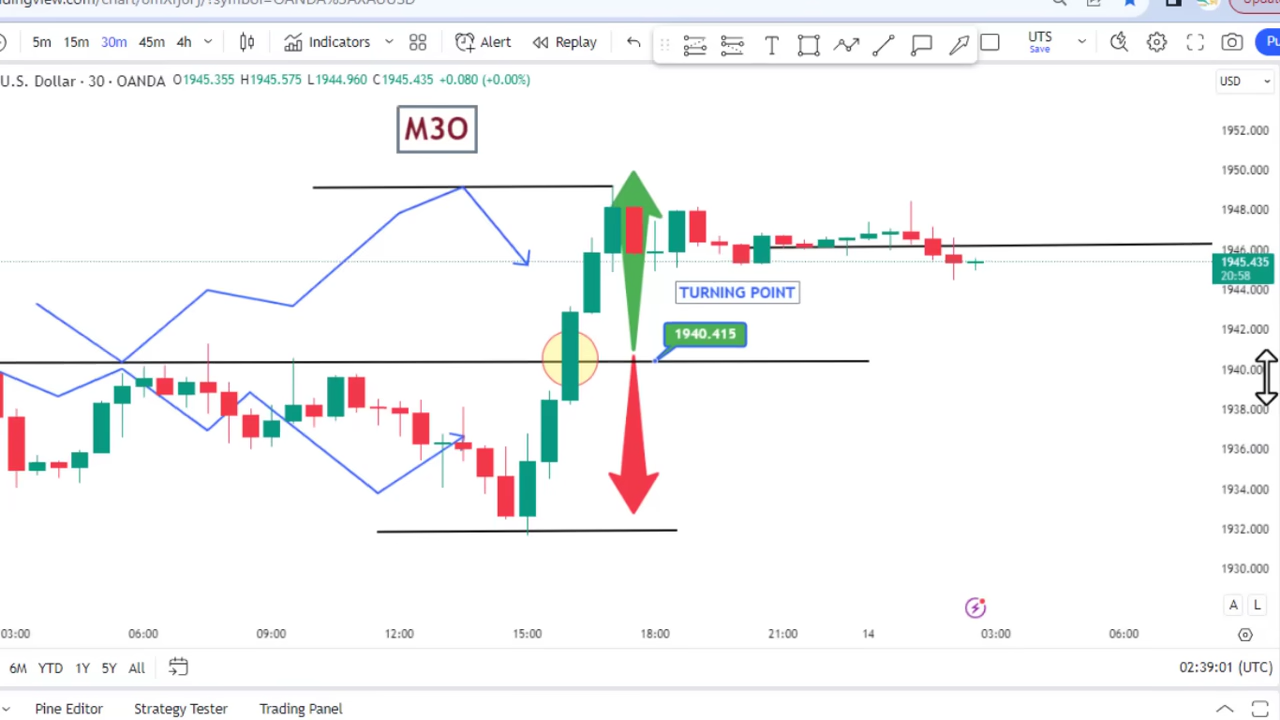 5m 15m 30m 45m 4h Indicators Alert Replay UTS
Save
U.S. Dollar · 30 · OANDA O1945.355 H1945.575 L1944.960 C1945.435 +0.080 (+0.00%)
USD
M30
1952.000
1950.000
1948.000
1946.000
1945.435
20:58
1944.000
TURNING POINT
1942.000
1940.415
1940.000
1938.000
1936.000
1934.000
1932.000
1930.000
A L
03:00 06:00 09:00 12:00 15:00 18:00 21:00 14 03:00 06:00
6M YTD 1Y 5Y All 02:39:01 (UTC)
Pine Editor Strategy Tester Trading Panel